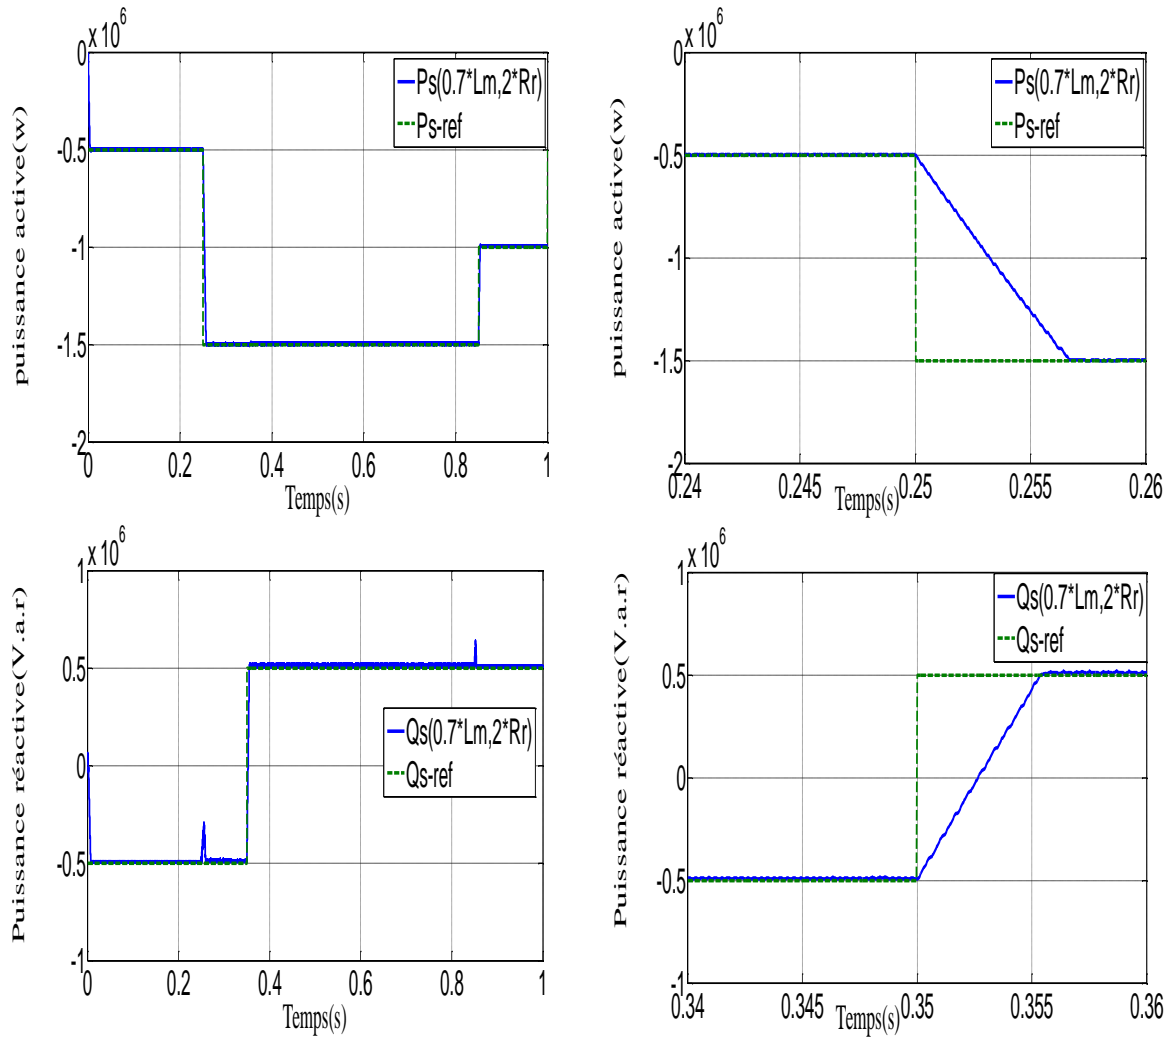 x 10^6
puissance active(w)
Ps(0.7*Lm,2*Rr)
Ps-ref
0
-0.5
-1
-1.5
-2
0 0.2 0.4 0.6 0.8 1
Temps(s)
x 10^6
puissance active(w)
Ps(0.7*Lm,2*Rr)
Ps-ref
0
-0.5
-1
-1.5
-2
0.24 0.245 0.25 0.255 0.26
Temps(s)
x 10^6
Puissance réactive(V.a.r)
1
0.5
Qs(0.7*Lm,2*Rr)
Qs-ref
0
-0.5
-1
0 0.2 0.4 0.6 0.8 1
Temps(s)
x 10^6
Puissance réactive(V.a.r)
1
Qs(0.7*Lm,2*Rr)
Qs-ref
0.5
0
-0.5
-1
0.34 0.345 0.35 0.355 0.36
Temps(s)